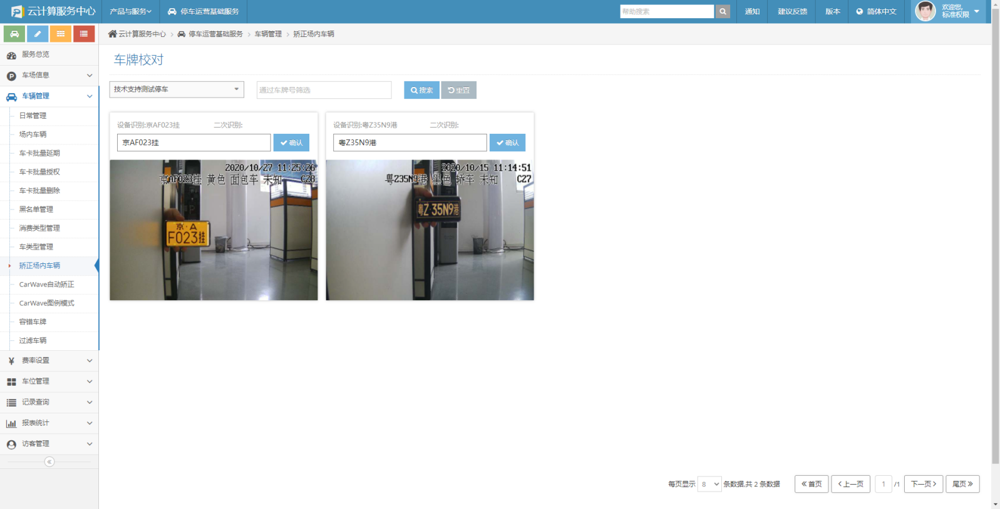 云计算服务中心
产品与服务
停车运营基础服务
帮助搜索
通知
建议反馈
版本
简体中文
欢迎您,
标准权限
云计算服务中心
停车运营基础服务
车辆管理
矫正场内车辆
服务总览
车场信息
车辆管理
日常管理
场内车辆
车卡批量延期
车卡批量授权
车卡批量删除
黑名单管理
消费类型管理
车类型管理
矫正场内车辆
CarWave自动矫正
CarWave图例模式
容错车牌
过滤车辆
费率设置
车位管理
记录查询
报表统计
访客管理
车牌校对
技术支持测试停车
通过车牌号筛选
搜索
重置
设备识别:京AF023挂 二次识别:
京AF023挂
确认
2020/10/27 11:25:26
京AF023挂 黄色 面包车 未知 C28
京·A
F023挂
设备识别:粤Z35N9港 二次识别:
粤Z35N9港
确认
2020/10/15 11:14:51
粤Z35N9港 黑色 轿车 未知 C27
粤Z·35N9港
每页显示 8 条数据,共 2 条数据
首页
上一页
1 /1
下一页
尾页